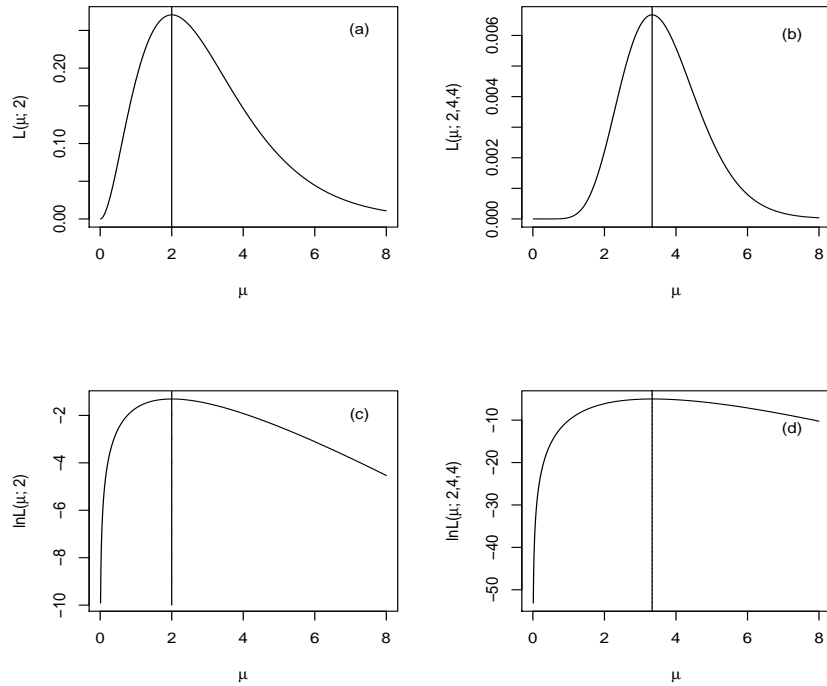 (a)
L(μ; 2)
0.00 0.10 0.20
0 2 4 6 8
μ
(b)
L(μ; 2,4,4)
0.000 0.002 0.004 0.006
0 2 4 6 8
μ
(c)
lnL(μ; 2)
−10 −8 −6 −4 −2
0 2 4 6 8
μ
(d)
lnL(μ; 2,4,4)
−50 −40 −30 −20 −10
0 2 4 6 8
μ